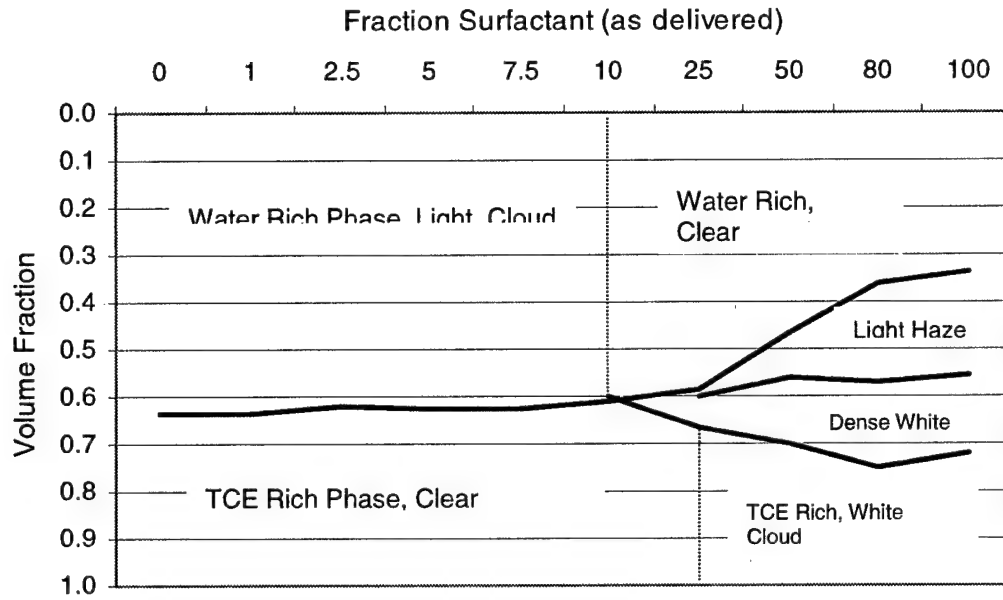 Fraction Surfactant (as delivered)
0 1 2.5 5 7.5 10 25 50 80 100
Volume Fraction
0.0
0.1
0.2
0.3
0.4
0.5
0.6
0.7
0.8
0.9
1.0
Water Rich Phase, Light Cloud
Water Rich,
Clear
Light Haze
Dense White
TCE Rich Phase, Clear
TCE Rich, White
Cloud